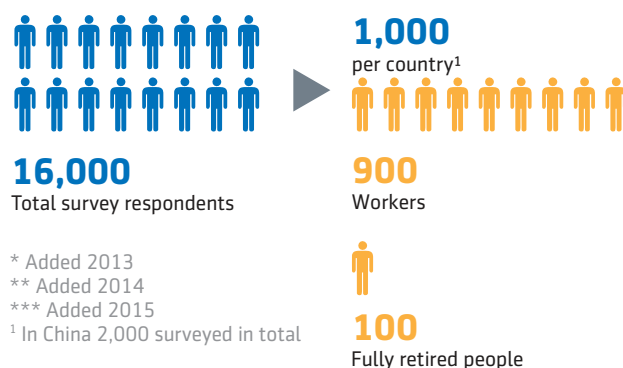 1,000
per country¹
16,000
Total survey respondents
900
Workers
* Added 2013
** Added 2014
*** Added 2015
¹ In China 2,000 surveyed in total
100
Fully retired people